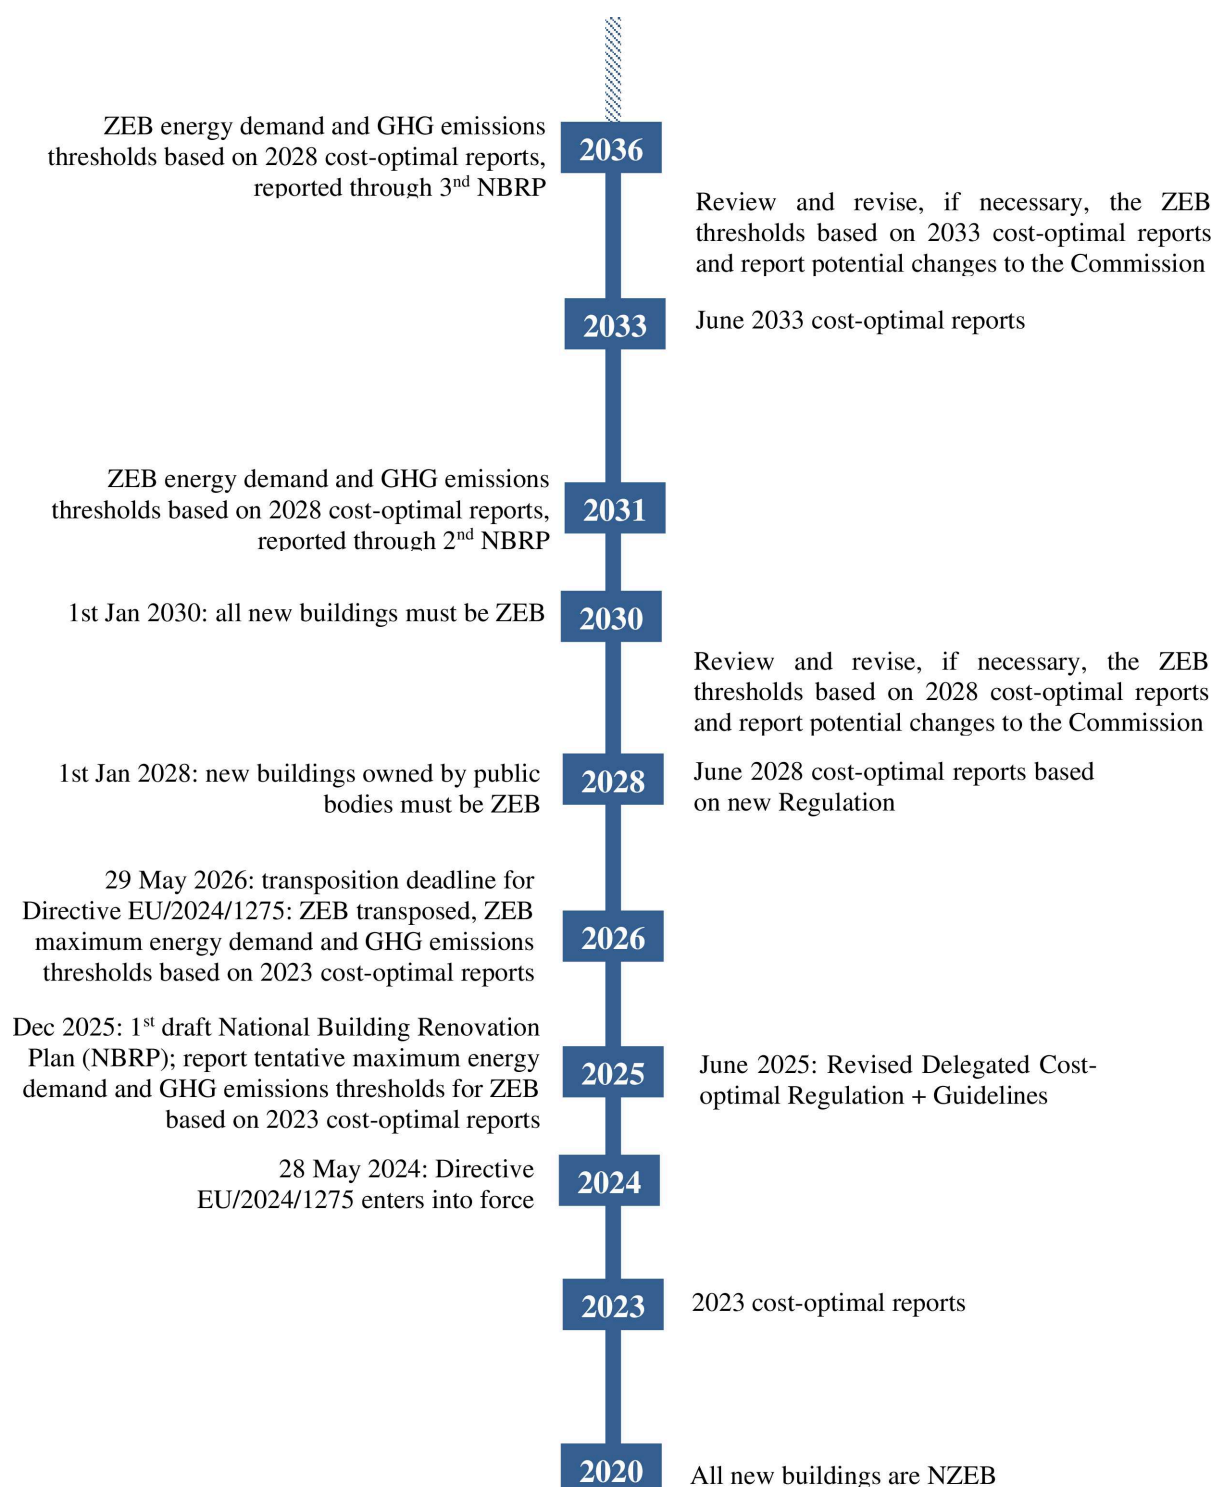 ZEB energy demand and GHG emissions
thresholds based on 2028 cost-optimal reports,
reported through 3nd NBRP
2036
Review and revise, if necessary, the ZEB
thresholds based on 2033 cost-optimal reports
and report potential changes to the Commission
2033
June 2033 cost-optimal reports
ZEB energy demand and GHG emissions
thresholds based on 2028 cost-optimal reports,
reported through 2nd NBRP
2031
1st Jan 2030: all new buildings must be ZEB
2030
Review and revise, if necessary, the ZEB
thresholds based on 2028 cost-optimal reports
and report potential changes to the Commission
1st Jan 2028: new buildings owned by public
bodies must be ZEB
2028
June 2028 cost-optimal reports based
on new Regulation
29 May 2026: transposition deadline for
Directive EU/2024/1275: ZEB transposed, ZEB
maximum energy demand and GHG emissions
thresholds based on 2023 cost-optimal reports
2026
Dec 2025: 1st draft National Building Renovation
Plan (NBRP); report tentative maximum energy
demand and GHG emissions thresholds for ZEB
based on 2023 cost-optimal reports
2025
June 2025: Revised Delegated Cost-
optimal Regulation + Guidelines
28 May 2024: Directive
EU/2024/1275 enters into force
2024
2023
2023 cost-optimal reports
2020
All new buildings are NZEB